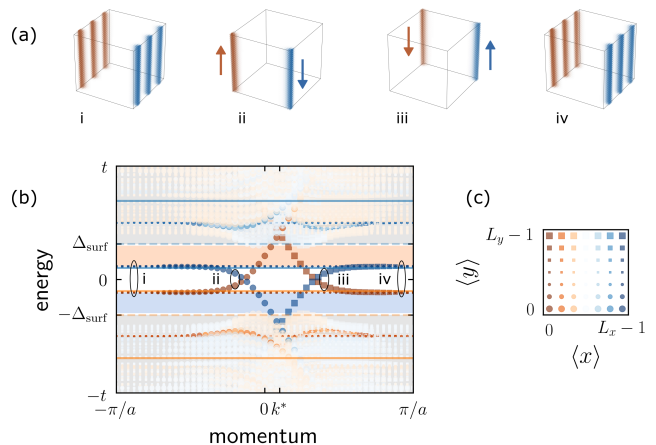 (a)
i
ii
iii
iv
(b)
(c)
t
Δsurf
0
−Δsurf
−t
energy
i
ii
iii
iv
−π/a
0 k*
π/a
momentum
Ly − 1
⟨y⟩
0
0
Lx − 1
⟨x⟩